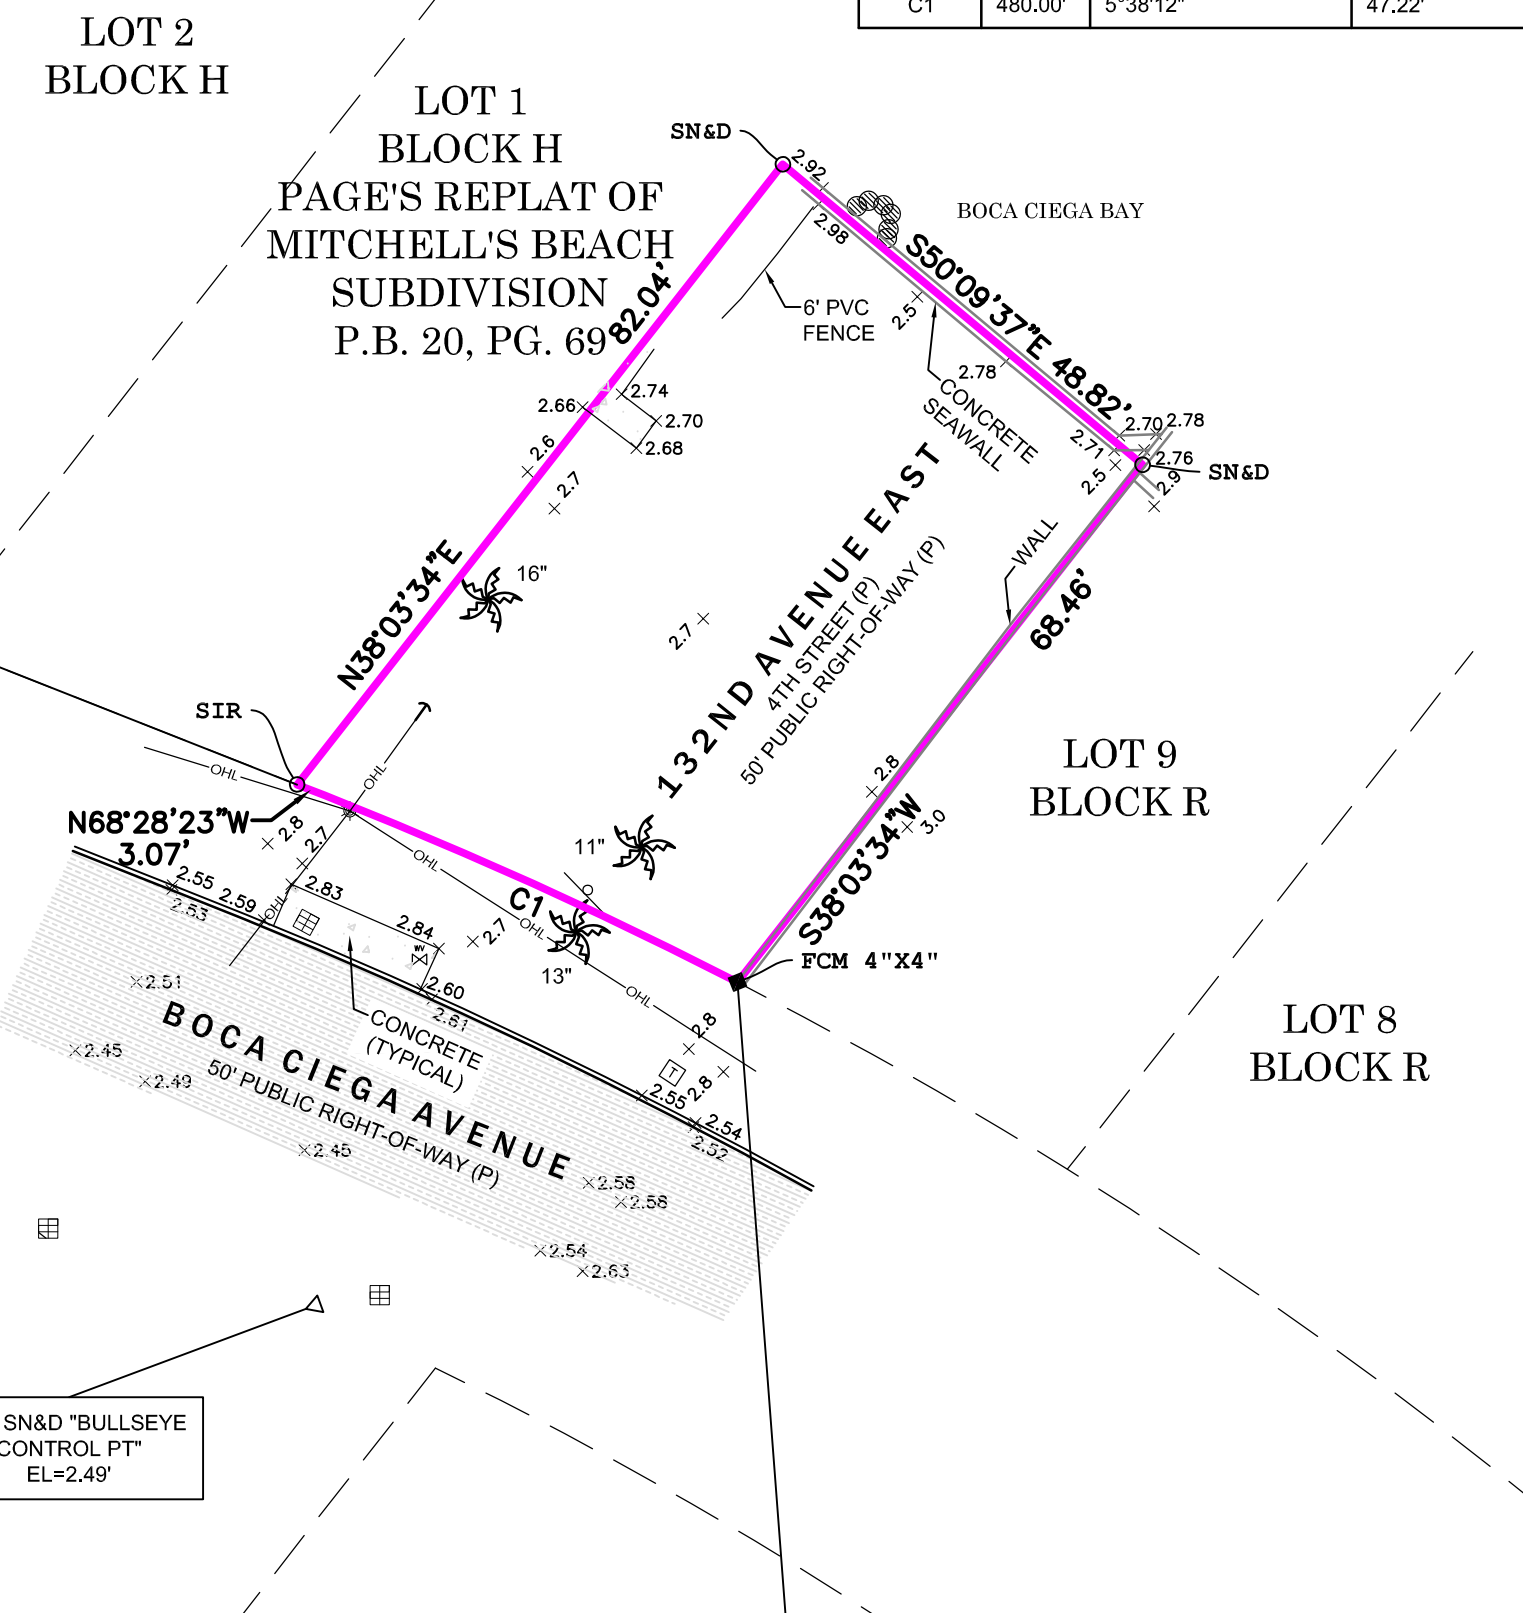 C1 480.00' 5°38'12" 47.22'
LOT 2
BLOCK H
LOT 1
BLOCK H
PAGE'S REPLAT OF
MITCHELL'S BEACH
SUBDIVISION
P.B. 20, PG. 69
SN&D
2.92
2.98
BOCA CIEGA BAY
S50°09'37"E 48.82'
82.04'
6' PVC
FENCE
2.5
2.78
CONCRETE
SEAWALL
2.74
2.66
2.70
2.68
2.6
2.7
2.70
2.78
2.71
2.76
2.5
2.9
SN&D
132ND AVENUE EAST
4TH STREET (P)
50' PUBLIC RIGHT-OF-WAY (P)
WALL
68.46'
N38°03'34"E
16"
2.7
SIR
OHL
OHL
N68°28'23"W
3.07'
2.8
2.7
LOT 9
BLOCK R
2.8
3.0
S38°03'34"W
11"
OHL
C1
2.55
2.53
2.59
OHL
2.83
2.84
WV
2.7
OHL
13"
FCM 4"X4"
2.60
2.61
OHL
2.51
CONCRETE
(TYPICAL)
BOCA CIEGA AVENUE
50' PUBLIC RIGHT-OF-WAY (P)
2.45
2.49
2.45
2.8
T
2.8
2.55
2.54
2.52
2.58
2.58
2.54
2.63
LOT 8
BLOCK R
SN&D "BULLSEYE
CONTROL PT"
EL=2.49'